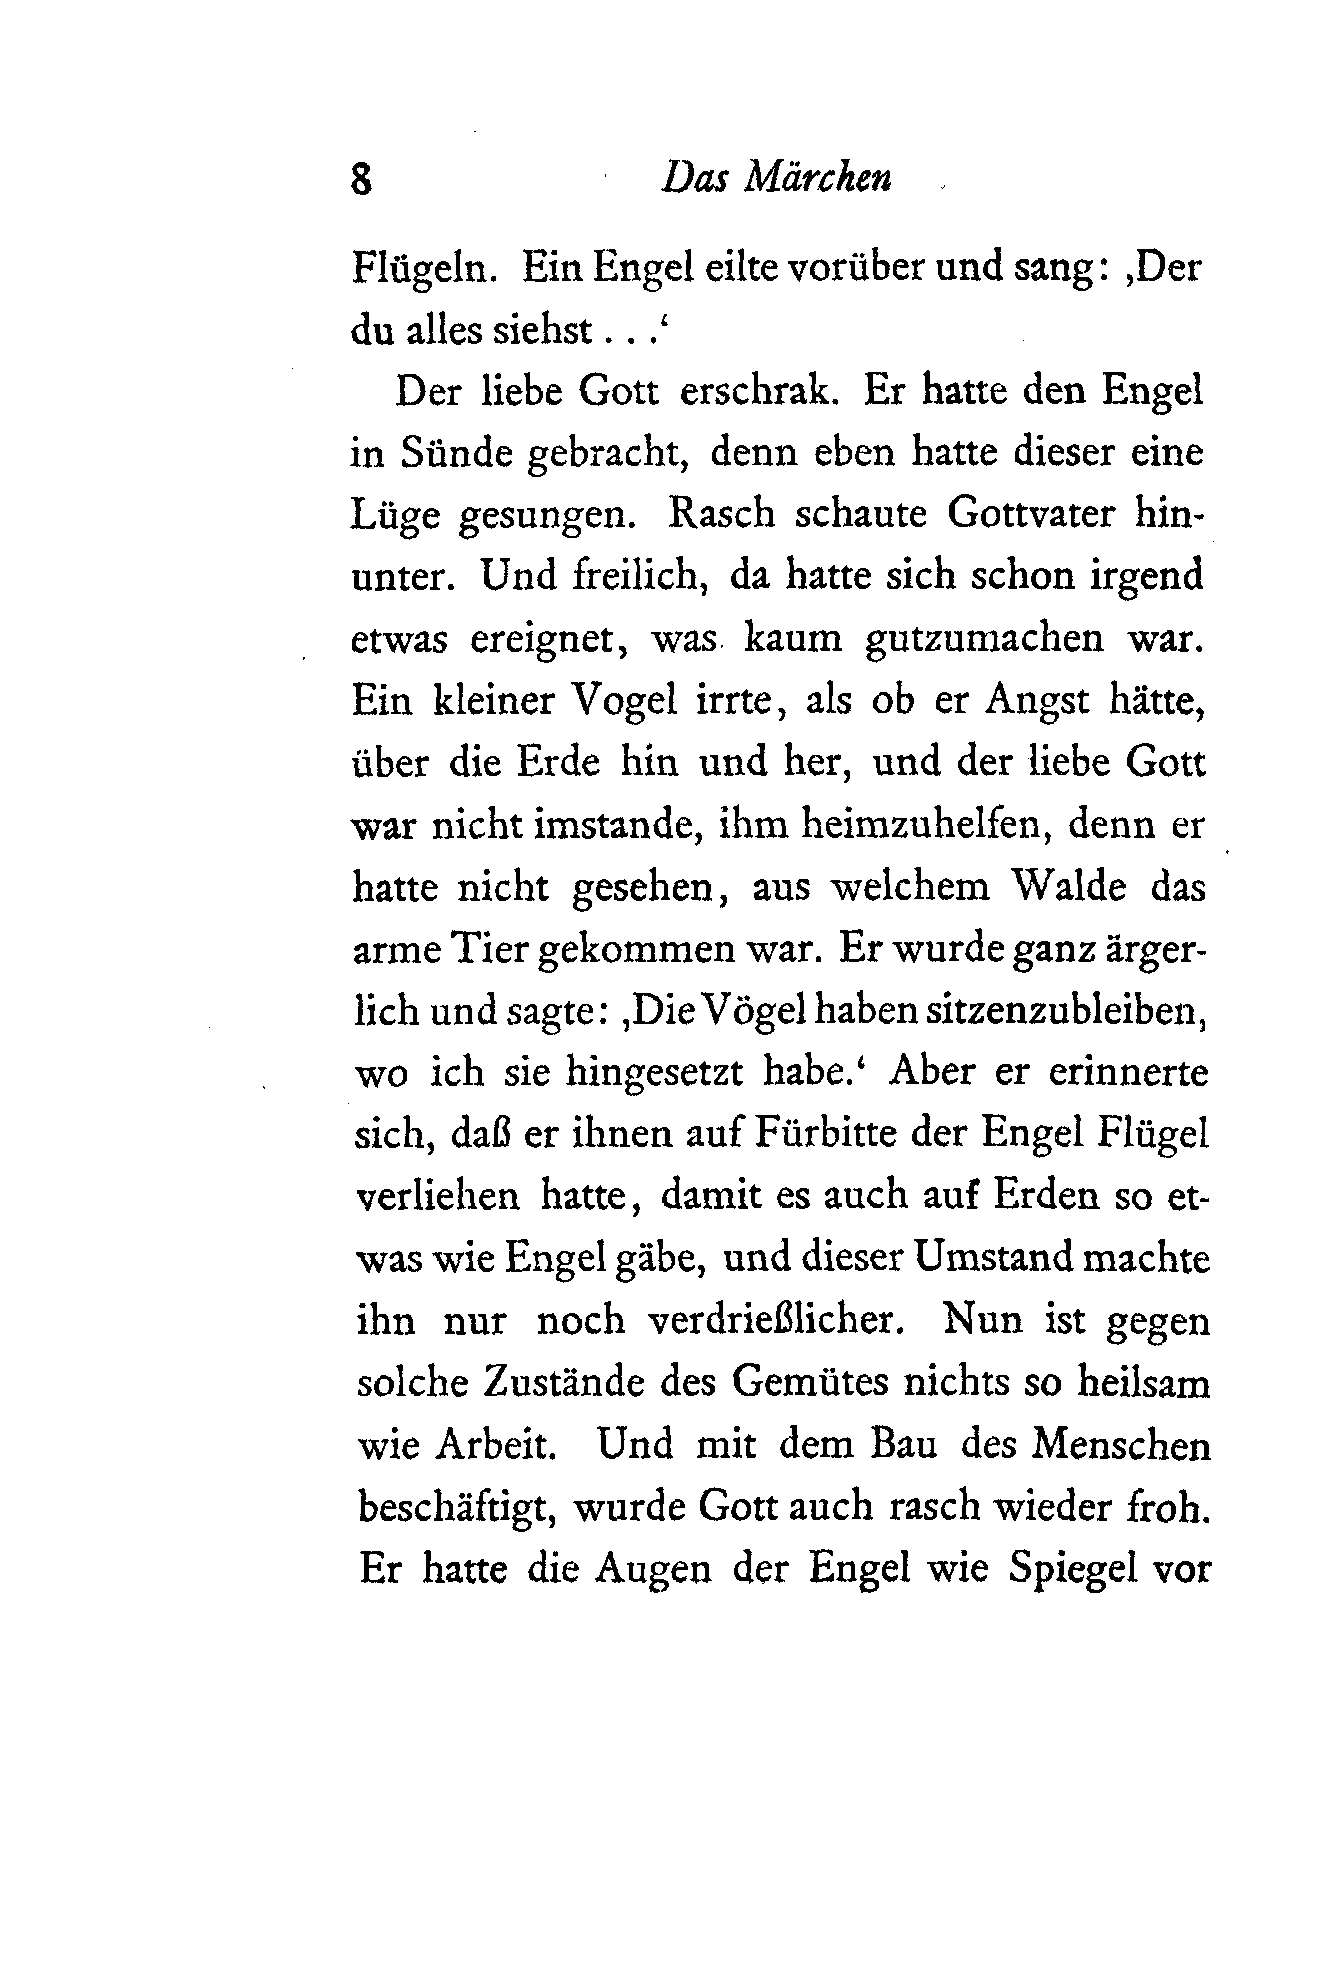 8 Das Märchen
Flügeln. Ein Engel eilte vorüber und sang: ‚Der
du alles siehst . . .‘
Der liebe Gott erschrak. Er hatte den Engel
in Sünde gebracht, denn eben hatte dieser eine
Lüge gesungen. Rasch schaute Gottvater hin-
unter. Und freilich, da hatte sich schon irgend
etwas ereignet, was kaum gutzumachen war.
Ein kleiner Vogel irrte, als ob er Angst hätte,
über die Erde hin und her, und der liebe Gott
war nicht imstande, ihm heimzuhelfen, denn er
hatte nicht gesehen, aus welchem Walde das
arme Tier gekommen war. Er wurde ganz ärger-
lich und sagte: ‚Die Vögel haben sitzenzubleiben,
wo ich sie hingesetzt habe.‘ Aber er erinnerte
sich, daß er ihnen auf Fürbitte der Engel Flügel
verliehen hatte, damit es auch auf Erden so et-
was wie Engel gäbe, und dieser Umstand machte
ihn nur noch verdrießlicher. Nun ist gegen
solche Zustände des Gemütes nichts so heilsam
wie Arbeit. Und mit dem Bau des Menschen
beschäftigt, wurde Gott auch rasch wieder froh.
Er hatte die Augen der Engel wie Spiegel vor